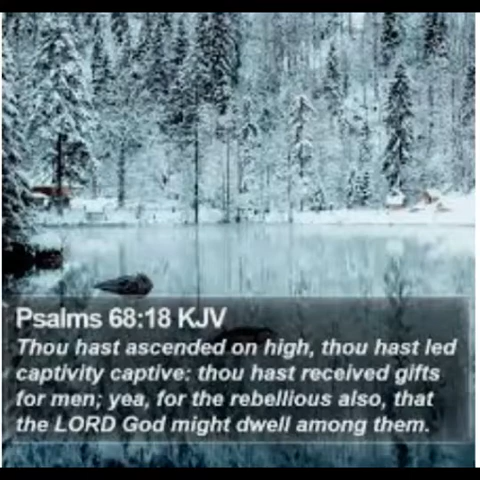 Psalms 68:18 KJV
Thou hast ascended on high, thou hast led
captivity captive: thou hast received gifts
for men; yea, for the rebellious also, that
the LORD God might dwell among them.